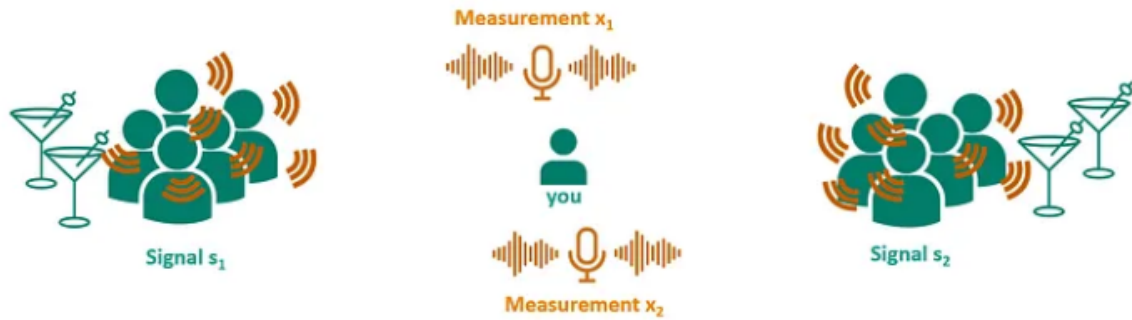 Measurement x₁
you
Signal s₁
Signal s₂
Measurement x₂